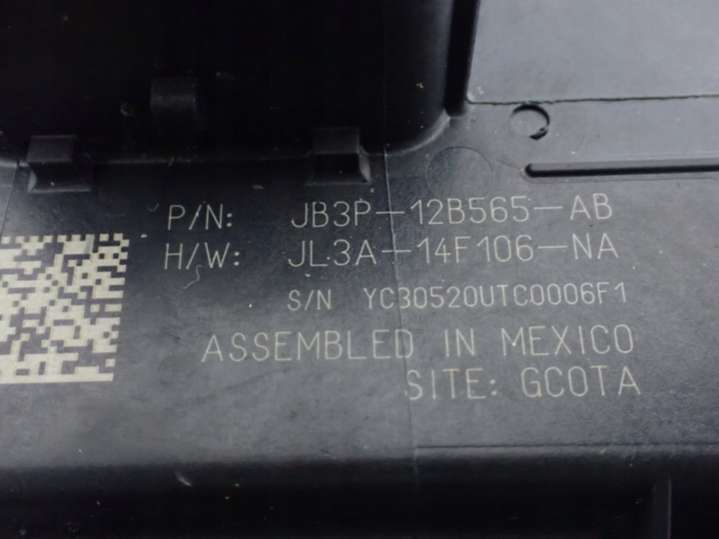 P/N: JB3P-12B565-AB
H/W: JL3A-14F106-NA
S/N YC30520UTC0006F1
ASSEMBLED IN MEXICO
SITE: GCOTA